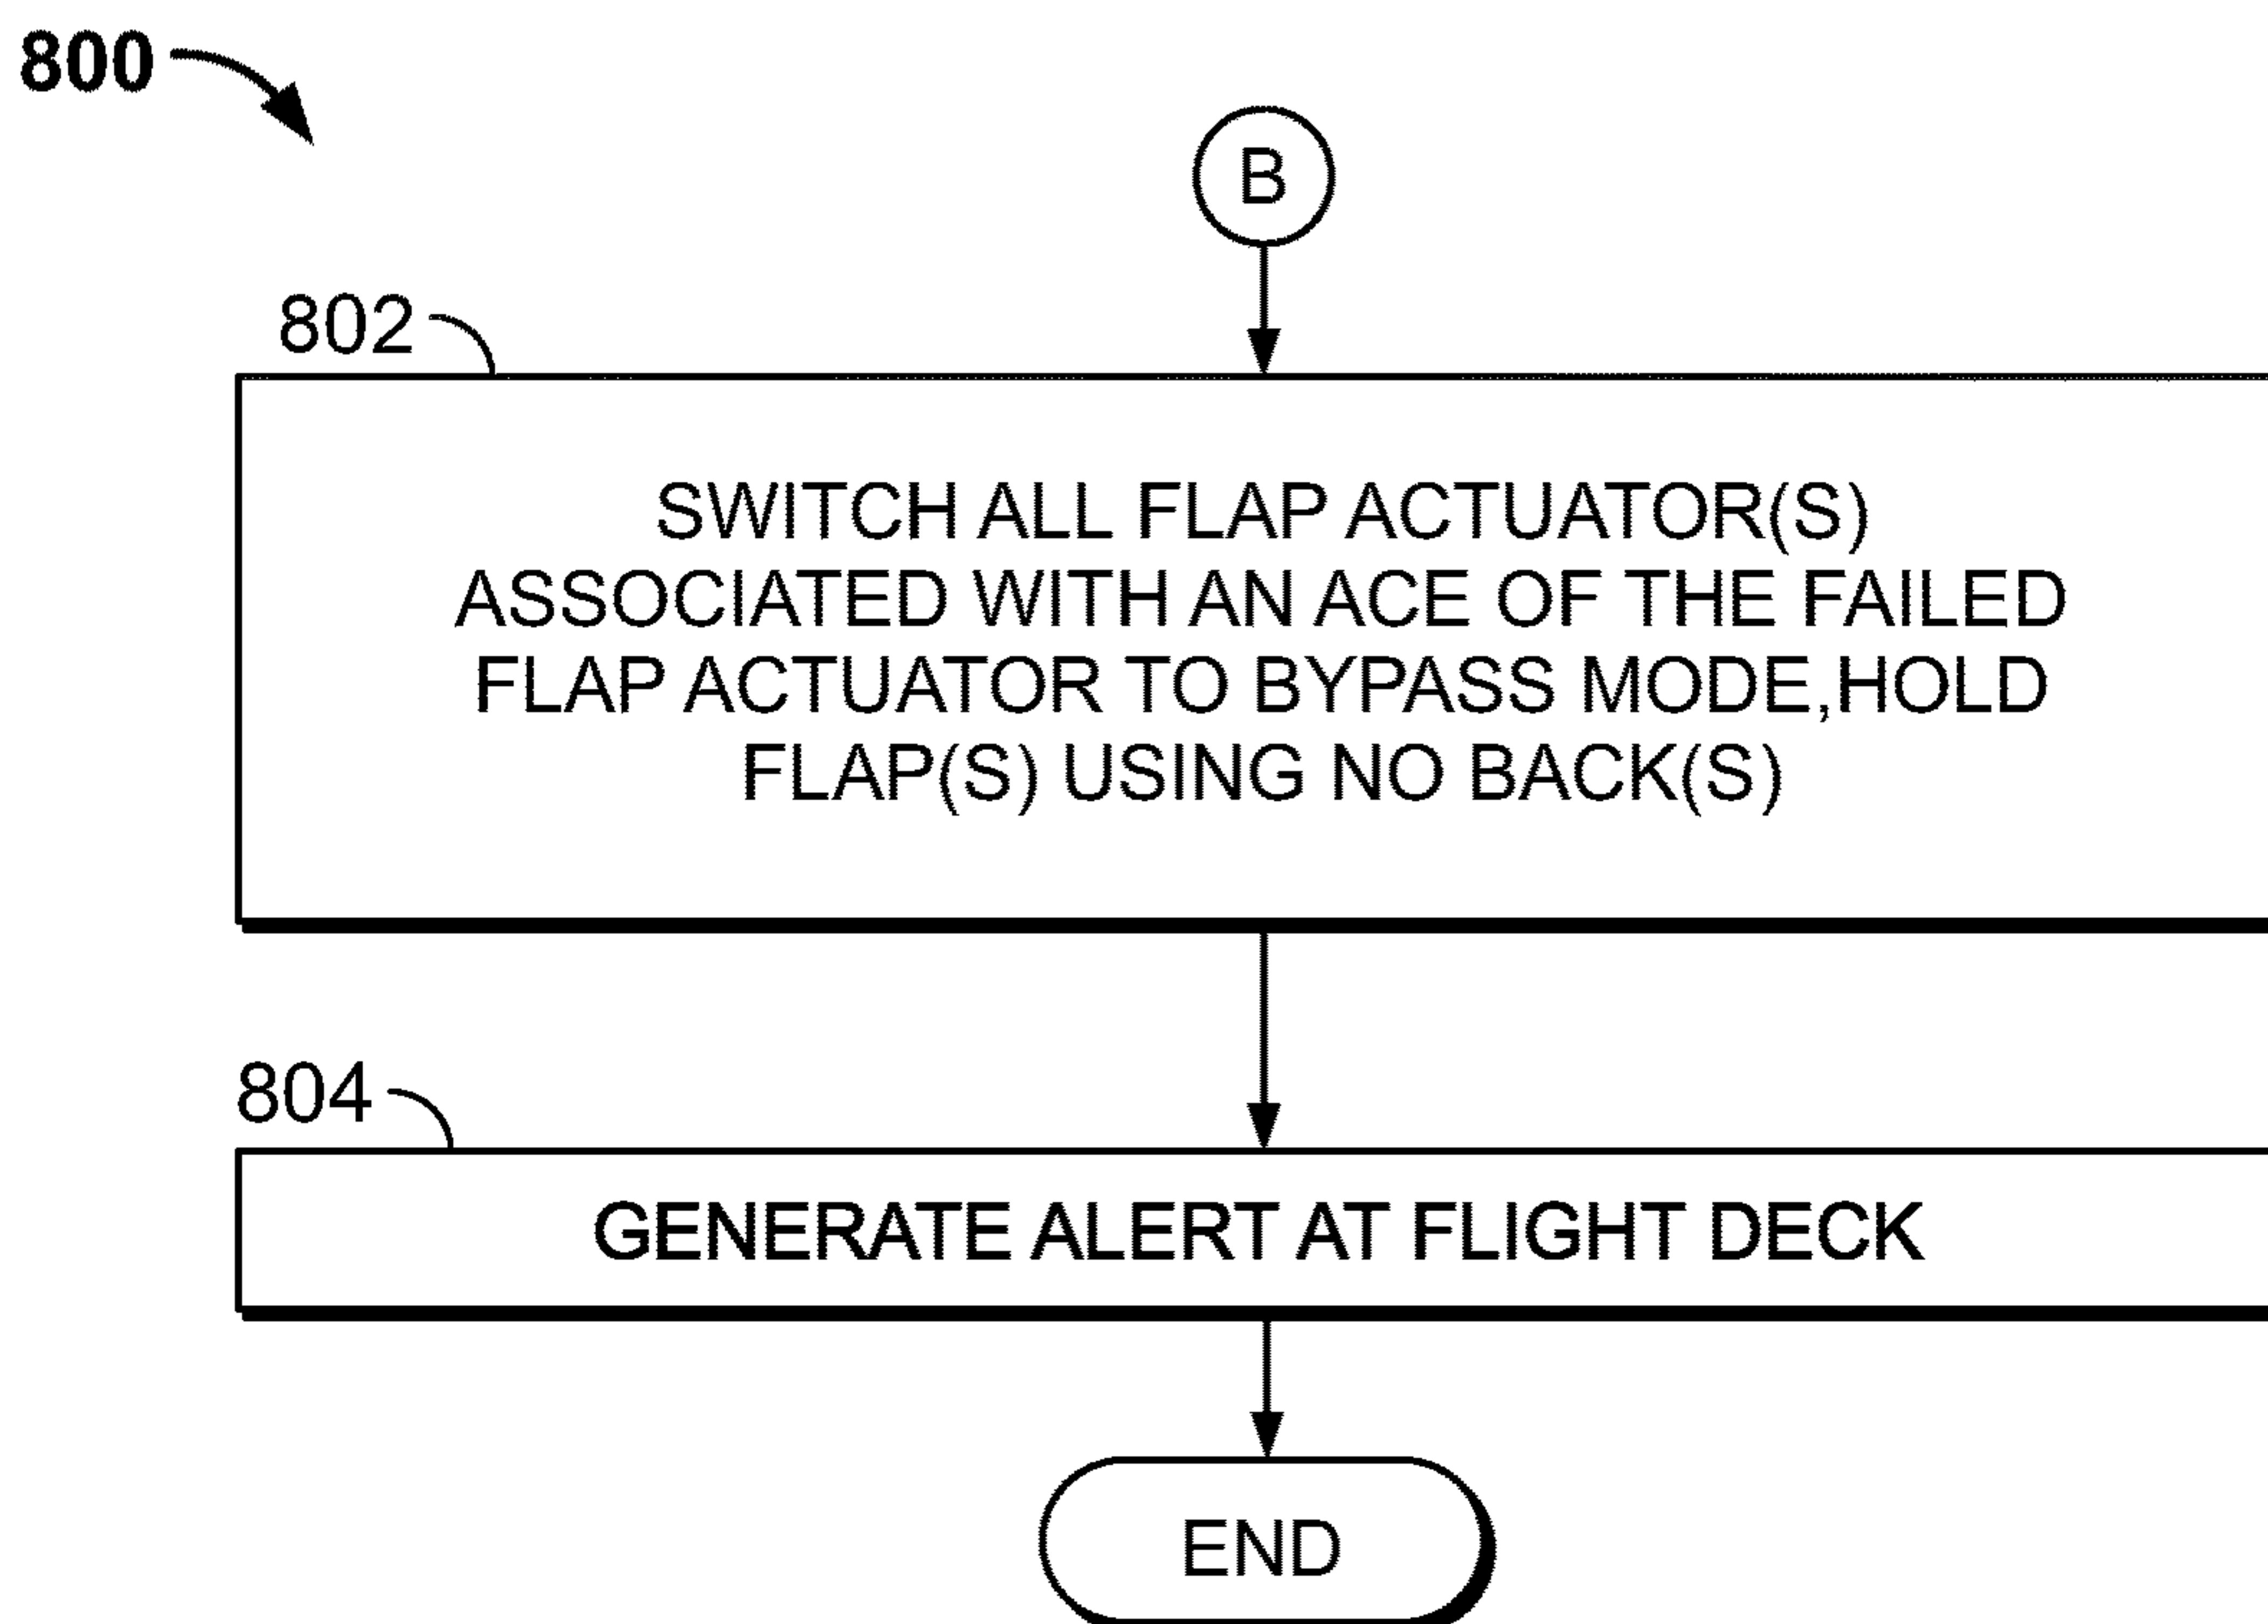 800
B
802
SWITCH ALL FLAP ACTUATOR(S)
ASSOCIATED WITH AN ACE OF THE FAILED
FLAP ACTUATOR TO BYPASS MODE,HOLD
FLAP(S) USING NO BACK(S)
804
GENERATE ALERT AT FLIGHT DECK
END